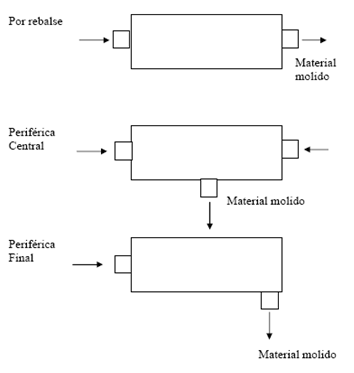 Por rebalse
Material
molido
Periférica
Central
Material molido
Periférica
Final
Material molido